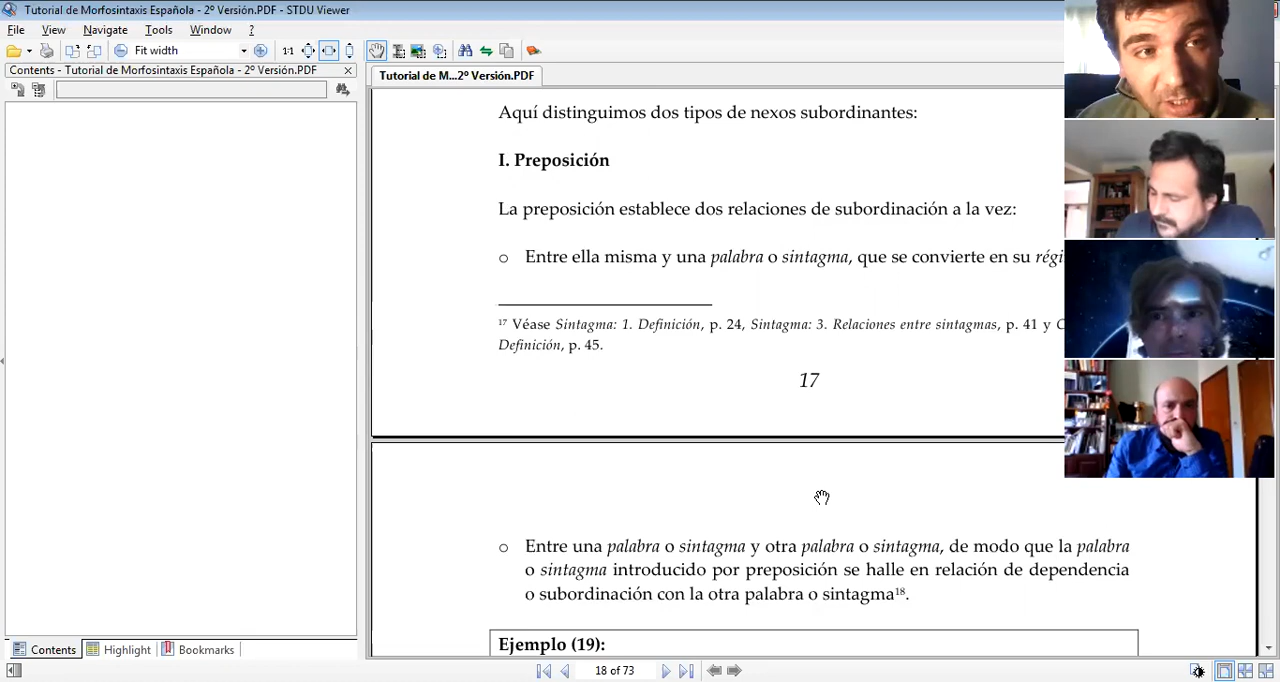 Tutorial de Morfosintaxis Española - 2º Versión.PDF - STDU Viewer
File View Navigate Tools Window ?
Fit width 1:1
Contents - Tutorial de Morfosintaxis Española - 2º Versión.PDF
Tutorial de M...2º Versión.PDF
Aquí distinguimos dos tipos de nexos subordinantes:
I. Preposición
La preposición establece dos relaciones de subordinación a la vez:
o Entre ella misma y una palabra o sintagma, que se convierte en su
17 Véase Sintagma: 1. Definición, p. 24, Sintagma: 3. Relaciones entre sintagmas, p. 41 y
Definición, p. 45.
17
o Entre una palabra o sintagma y otra palabra o sintagma, de modo que la palabra
o sintagma introducido por preposición se halle en relación de dependencia
o subordinación con la otra palabra o sintagma18.
Ejemplo (19):
Contents Highlight Bookmarks
18 of 73